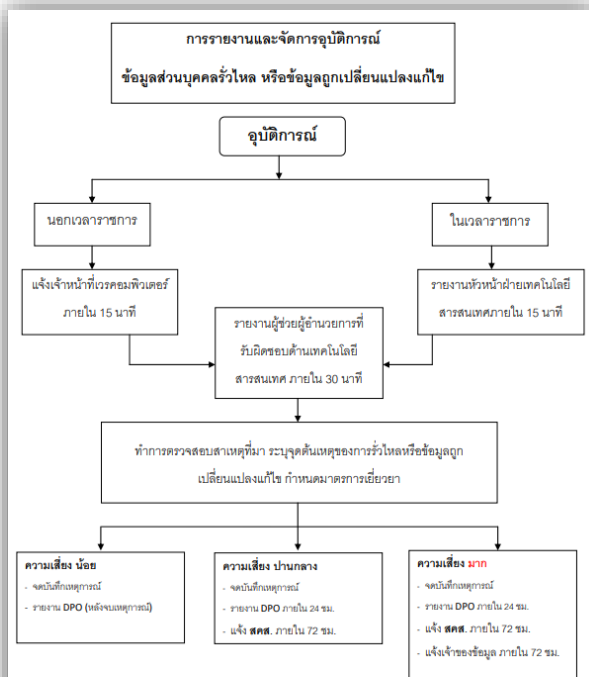 การรายงานและจัดการอุบัติการณ์
ข้อมูลส่วนบุคคลรั่วไหล หรือข้อมูลถูกเปลี่ยนแปลงแก้ไข
อุบัติการณ์
นอกเวลาราชการ
ในเวลาราชการ
แจ้งเจ้าหน้าที่เวรคอมพิวเตอร์
ภายใน 15 นาที
รายงานหัวหน้าฝ่ายเทคโนโลยี
สารสนเทศภายใน 15 นาที
รายงานผู้ช่วยผู้อำนวยการที่
รับผิดชอบด้านเทคโนโลยี
สารสนเทศ ภายใน 30 นาที
ทำการตรวจสอบสาเหตุที่มา ระบุจุดต้นเหตุของการรั่วไหลหรือข้อมูลถูก
เปลี่ยนแปลงแก้ไข กำหนดมาตรการเยียวยา
ความเสี่ยง น้อย
- จดบันทึกเหตุการณ์
- รายงาน DPO (หลังจบเหตุการณ์)
ความเสี่ยง ปานกลาง
- จดบันทึกเหตุการณ์
- รายงาน DPO ภายใน 24 ชม.
- แจ้ง สคส. ภายใน 72 ชม.
ความเสี่ยง มาก
- จดบันทึกเหตุการณ์
- รายงาน DPO ภายใน 24 ชม.
- แจ้ง สคส. ภายใน 72 ชม.
- แจ้งเจ้าของข้อมูล ภายใน 72 ชม.